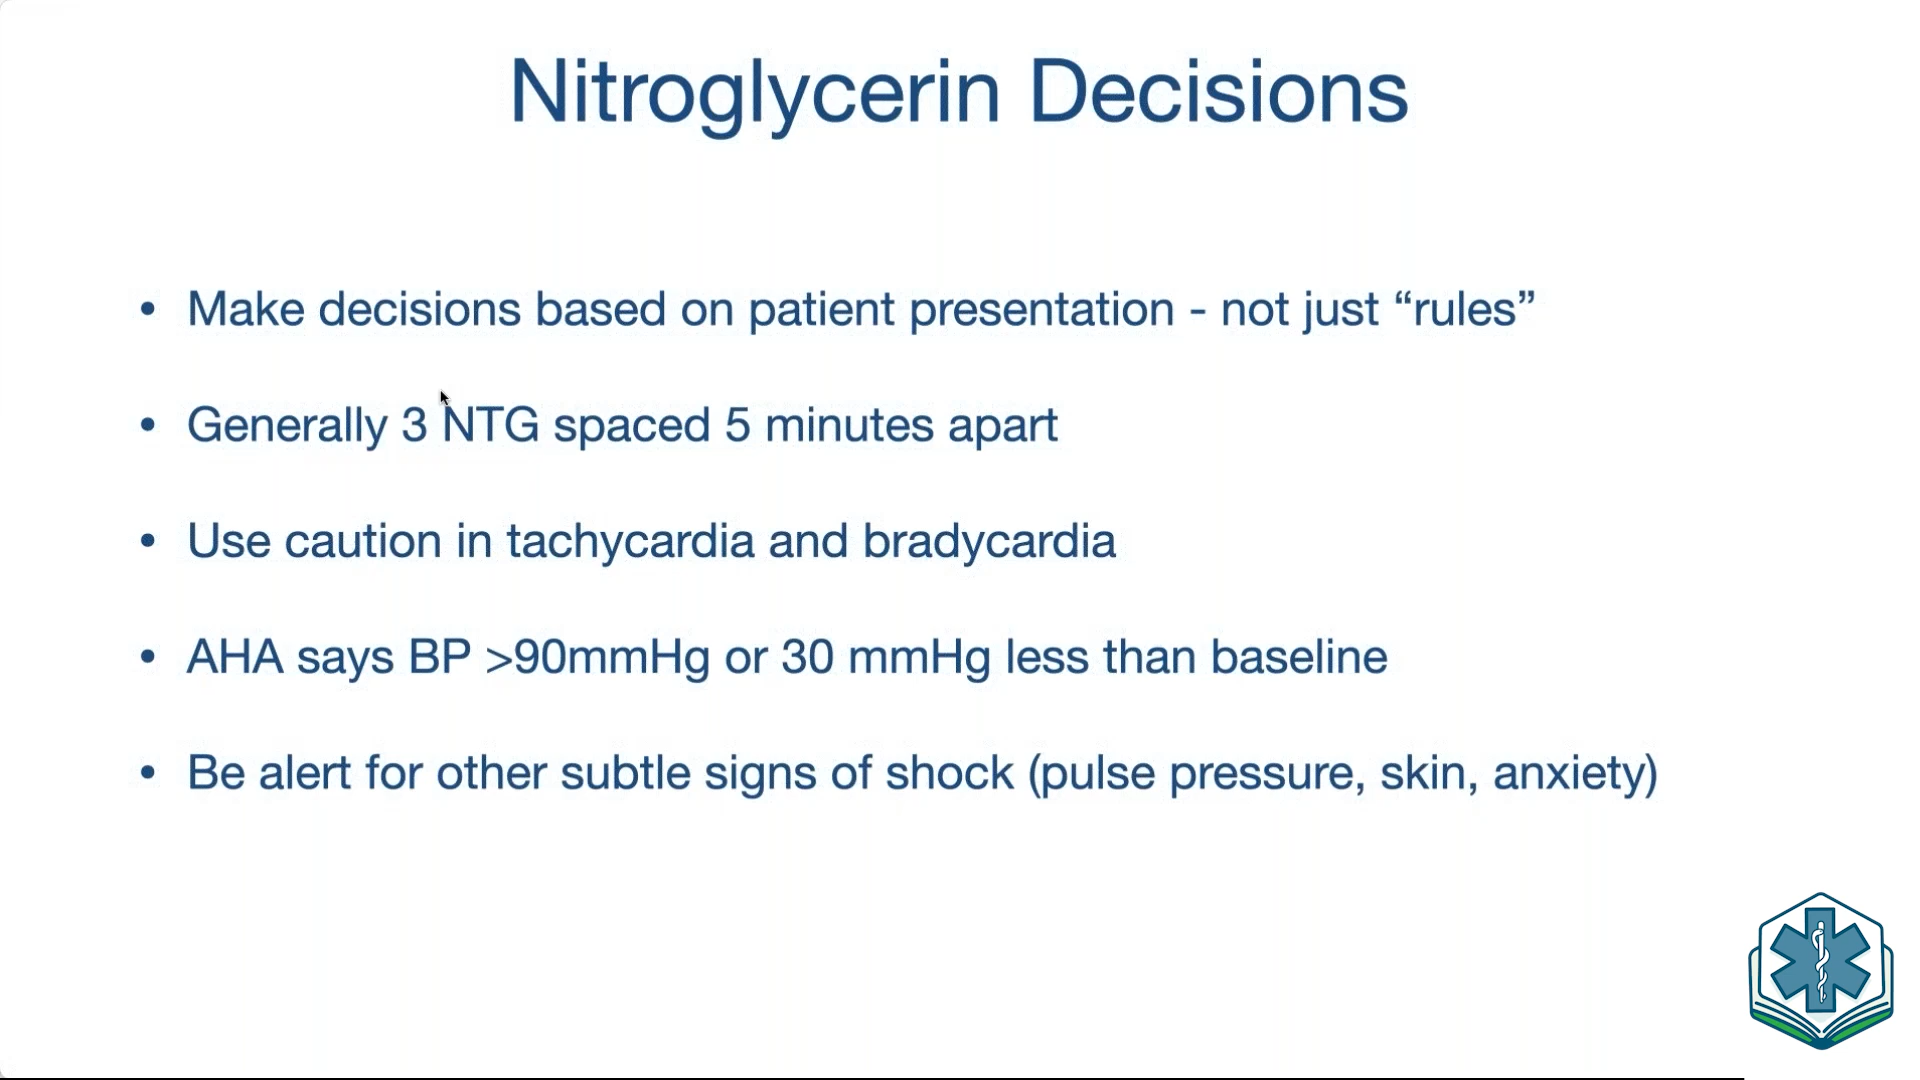 Nitroglycerin Decisions
• Make decisions based on patient presentation - not just “rules”
• Generally 3 NTG spaced 5 minutes apart
• Use caution in tachycardia and bradycardia
• AHA says BP >90mmHg or 30 mmHg less than baseline
• Be alert for other subtle signs of shock (pulse pressure, skin, anxiety)